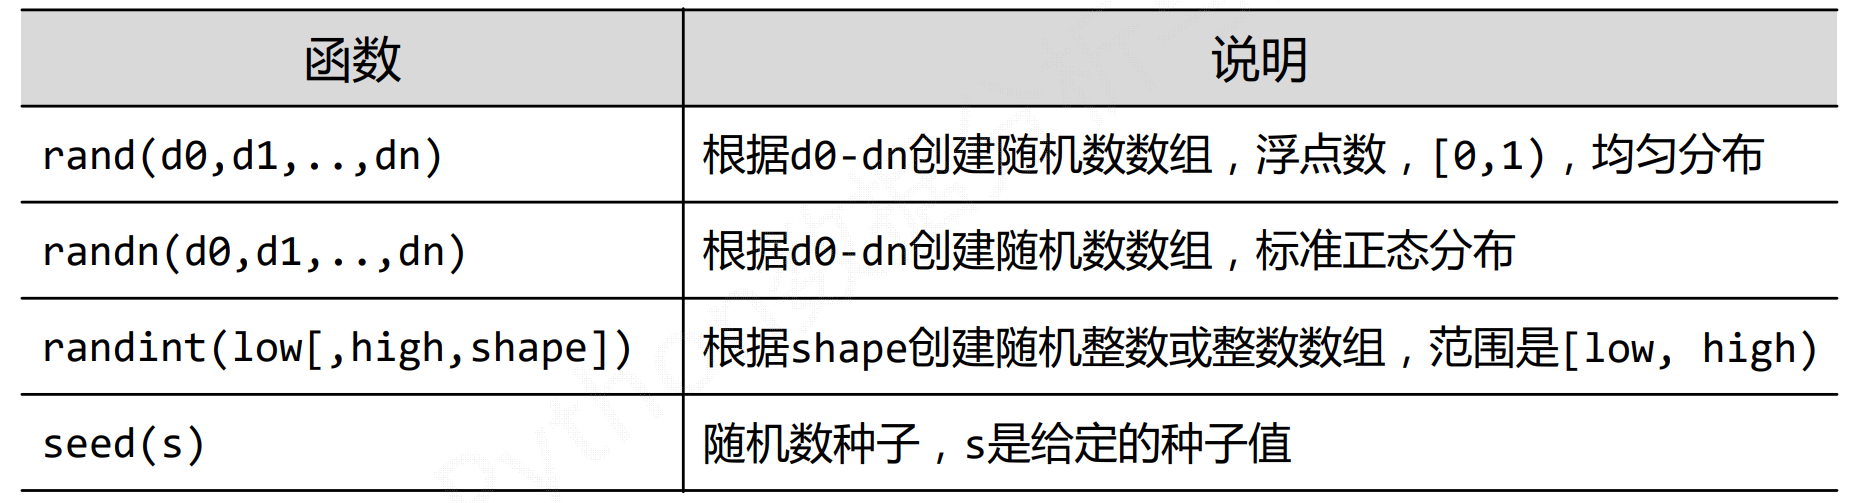 函数 说明
rand(d0,d1,..,dn) 根据d0-dn创建随机数数组，浮点数，[0,1)，均匀分布
randn(d0,d1,..,dn) 根据d0-dn创建随机数数组，标准正态分布
randint(low[,high,shape]) 根据shape创建随机整数或整数数组，范围是[low, high)
seed(s) 随机数种子，s是给定的种子值